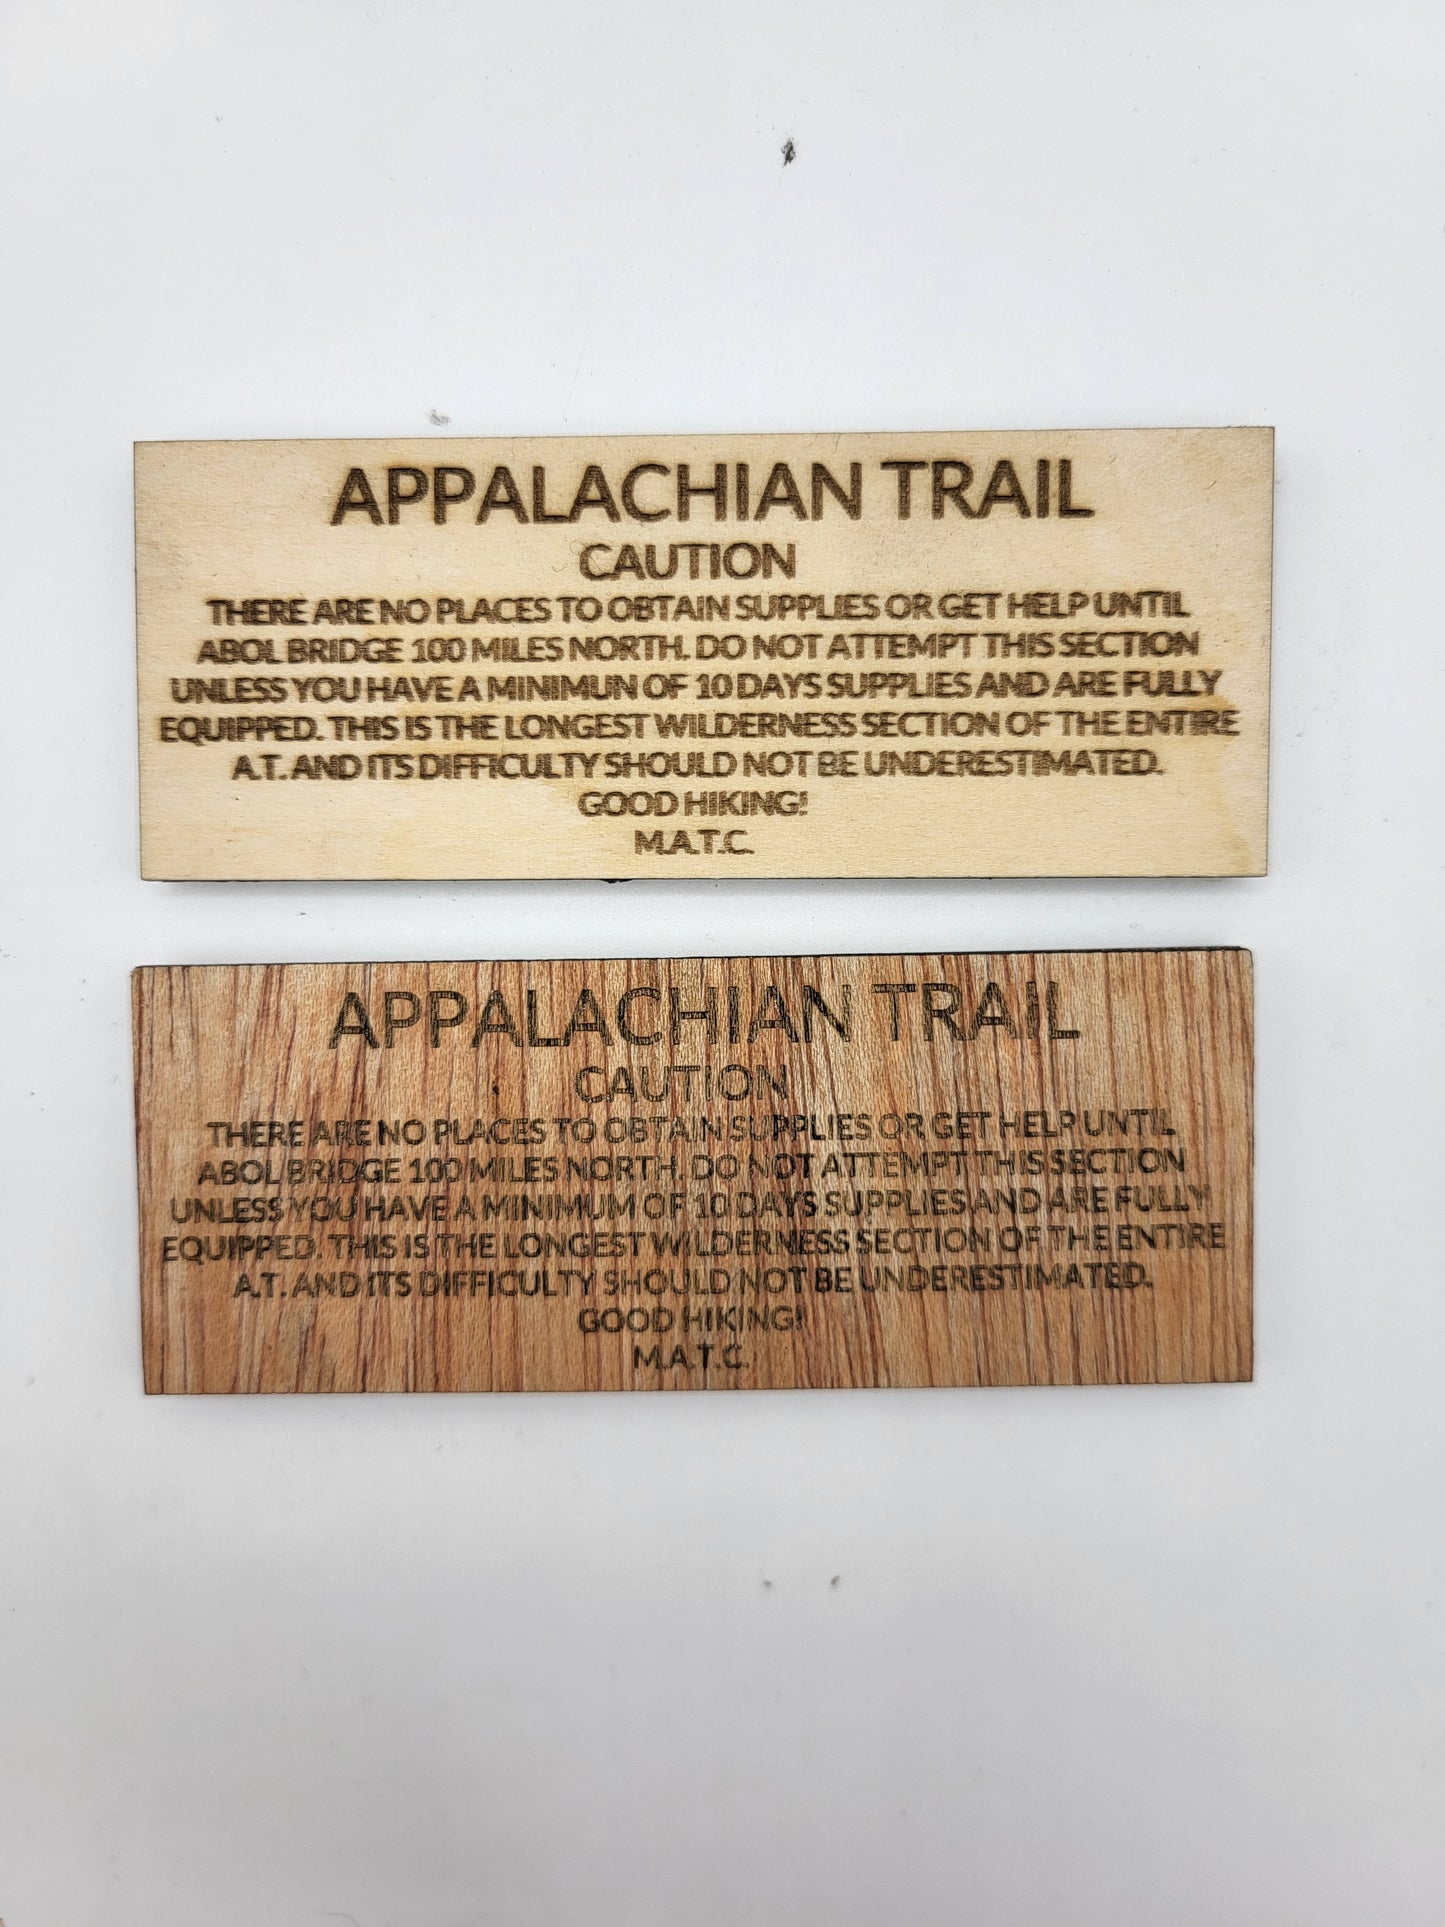 APPALACHIAN TRAIL
CAUTION
THERE ARE NO PLACES TO OBTAIN SUPPLIES OR GET HELP UNTIL
ABOL BRIDGE 100 MILES NORTH. DO NOT ATTEMPT THIS SECTION
UNLESS YOU HAVE A MINIMUN OF 10 DAYS SUPPLIES AND ARE FULLY
EQUIPPED. THIS IS THE LONGEST WILDERNESS SECTION OF THE ENTIRE
A.T. AND ITS DIFFICULTY SHOULD NOT BE UNDERESTIMATED.
GOOD HIKING!
M.A.T.C.
APPALACHIAN TRAIL
CAUTION
THERE ARE NO PLACES TO OBTAIN SUPPLIES OR GET HELP UNTIL
ABOL BRIDGE 100 MILES NORTH. DO NOT ATTEMPT THIS SECTION
UNLESS YOU HAVE A MINIMUM OF 10 DAYS SUPPLIES AND ARE FULLY
EQUIPPED. THIS IS THE LONGEST WILDERNESS SECTION OF THE ENTIRE
A.T. AND ITS DIFFICULTY SHOULD NOT BE UNDERESTIMATED.
GOOD HIKING!
M.A.T.C.